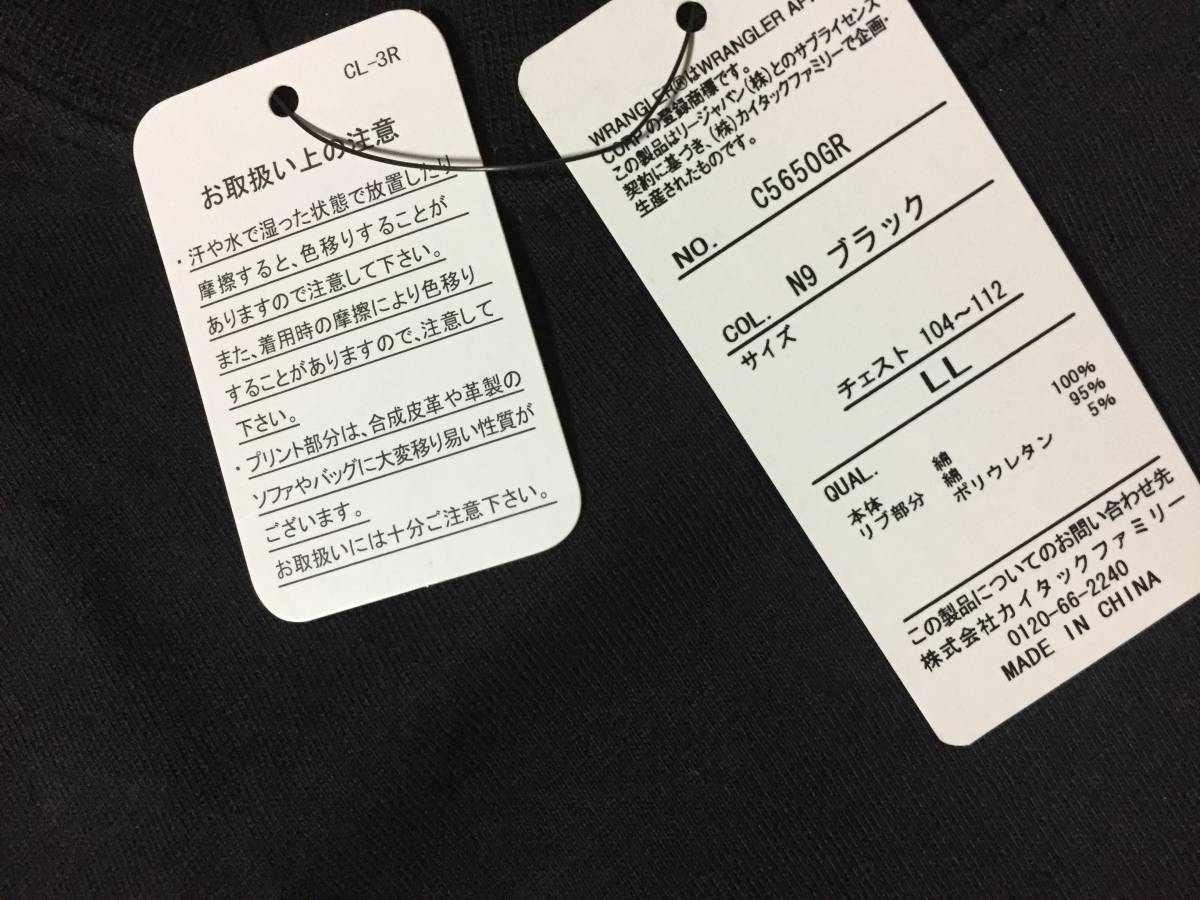 CL-3R
お取扱い上の注意
・汗や水で湿った状態で放置したり
摩擦すると、色移りすることが
ありますので注意して下さい。
また、着用時の摩擦により色移り
することがありますので、注意して
下さい。
・プリント部分は、合成皮革や革製の
ソファやバッグに大変移り易い性質が
ございます。
お取扱いには十分ご注意下さい。
WRANGLER®はWRANGLER
CORP.の登録商標です。
この製品はリージャパン(株)とのサブライセンス
契約に基づき、(株)カイタックファミリーで企画・
生産されたものです。
NO. C5650GR
COL. N9 ブラック
サイズ
チェスト 104～112
LL
QUAL.
本体 綿 100%
リブ部分 綿 95%
ポリウレタン 5%
この製品についてのお問い合わせ先
株式会社カイタックファミリー
0120-66-2240
MADE IN CHINA